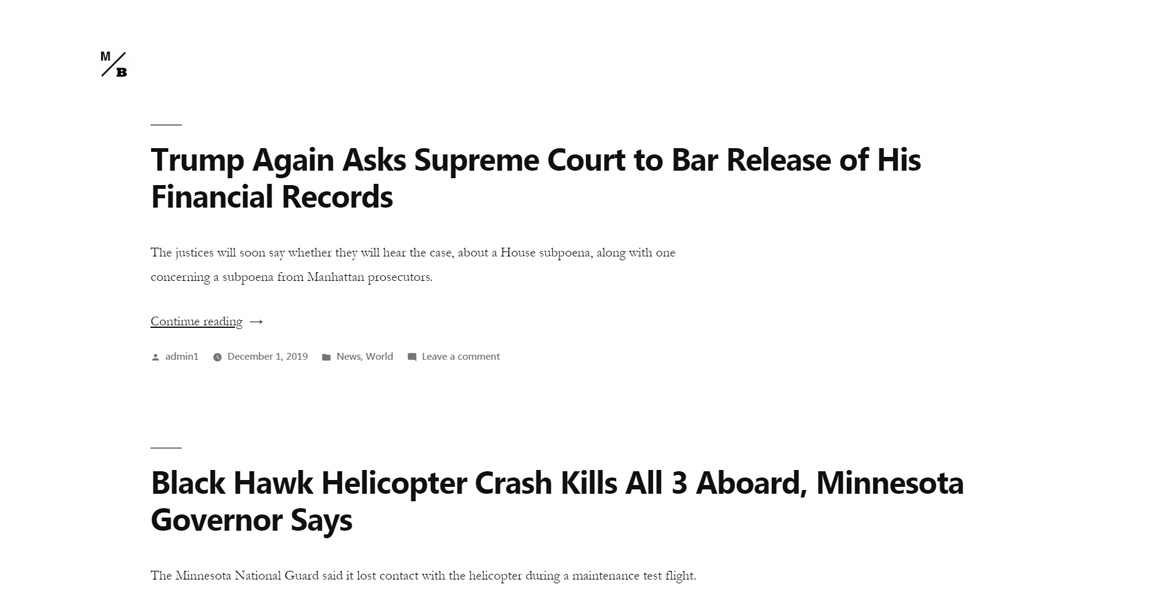 M
B
Trump Again Asks Supreme Court to Bar Release of His
Financial Records
The justices will soon say whether they will hear the case, about a House subpoena, along with one
concerning a subpoena from Manhattan prosecutors.
Continue reading →
admin1 December 1, 2019 News, World Leave a comment
Black Hawk Helicopter Crash Kills All 3 Aboard, Minnesota
Governor Says
The Minnesota National Guard said it lost contact with the helicopter during a maintenance test flight.